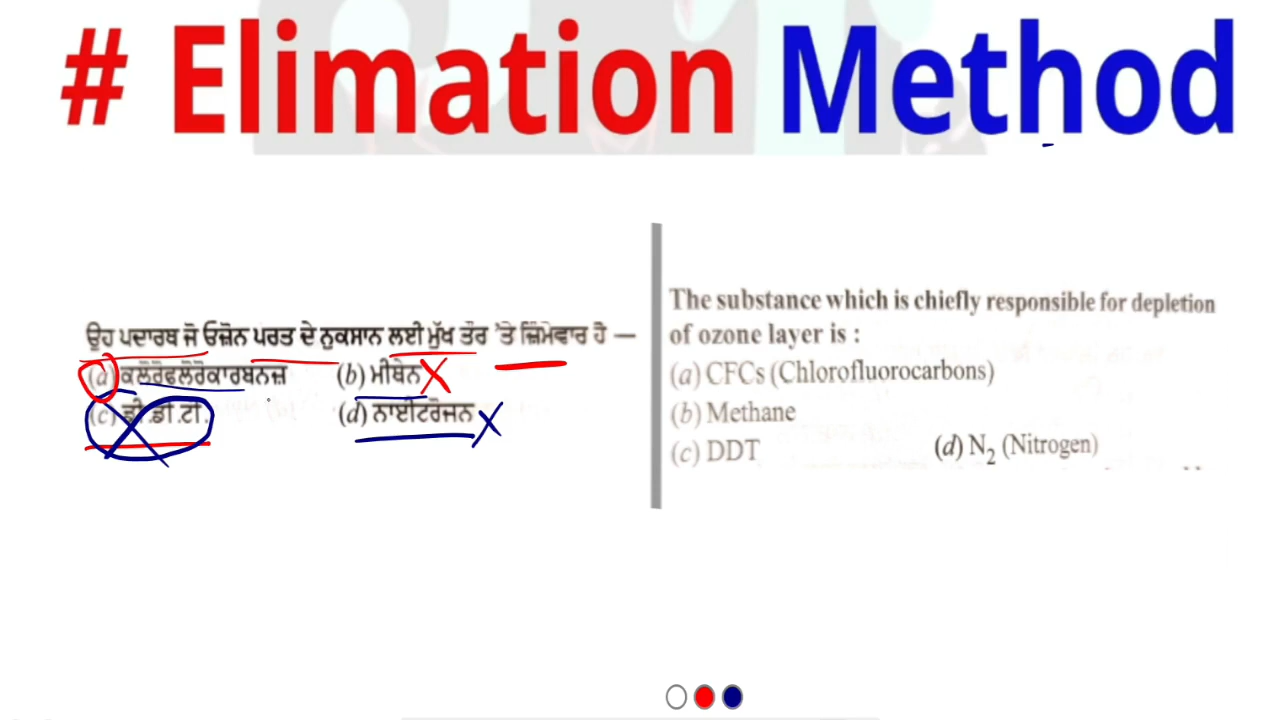 # Elimation Method
ਉਹ ਪਦਾਰਥ ਜੋ ਓਜ਼ੋਨ ਪਰਤ ਦੇ ਨੁਕਸਾਨ ਲਈ ਮੁੱਖ ਤੌਰ 'ਤੇ ਜ਼ਿੰਮੇਵਾਰ ਹੈ —
(a) ਕਲੋਰੋਫਲੋਰੋਕਾਰਬਨਜ਼ (b) ਮੀਥੇਨ
(c) ਡੀ.ਡੀ.ਟੀ. (d) ਨਾਈਟਰੋਜਨ
The substance which is chiefly responsible for depletion
of ozone layer is :
(a) CFCs (Chlorofluorocarbons)
(b) Methane
(c) DDT (d) N₂ (Nitrogen)